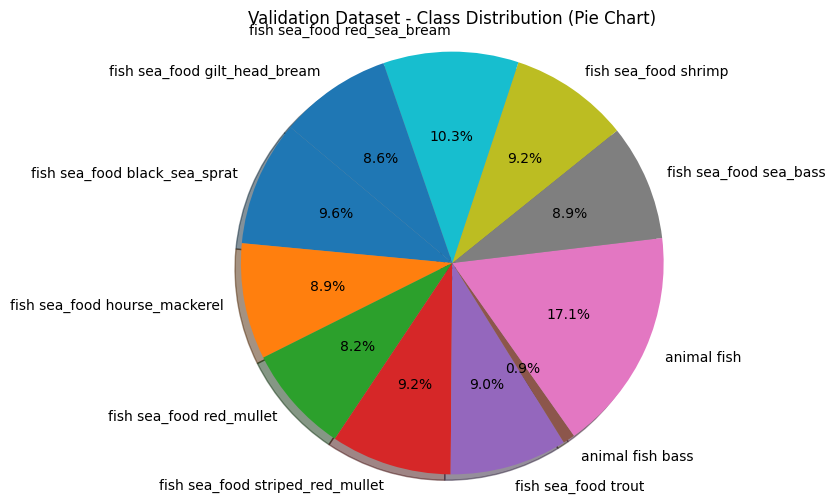 Validation Dataset - Class Distribution (Pie Chart)
fish sea_food red_sea_bream
fish sea_food gilt_head_bream
fish sea_food shrimp
10.3%
8.6%
9.2%
fish sea_food black_sea_sprat
fish sea_food sea_bass
9.6%
8.9%
fish sea_food hourse_mackerel
8.9%
17.1%
animal fish
8.2%
0.9%
9.2%
9.0%
fish sea_food red_mullet
animal fish bass
fish sea_food striped_red_mullet
fish sea_food trout